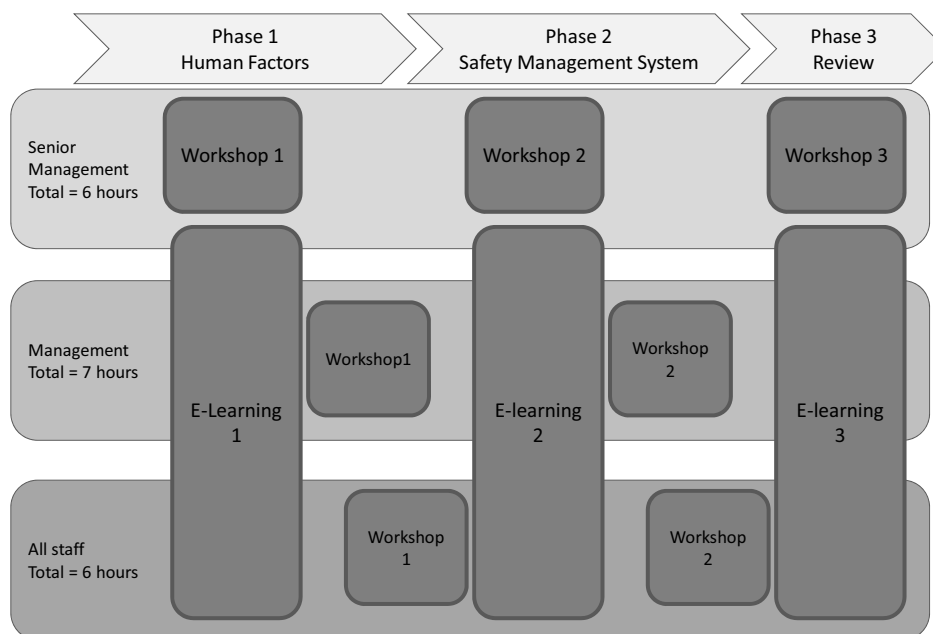 Phase 1
Human Factors
Phase 2
Safety Management System
Phase 3
Review
Senior
Management
Total = 6 hours
Workshop 1
Workshop 2
Workshop 3
Management
Total = 7 hours
Workshop1
Workshop
2
E-Learning
1
E-learning
2
E-learning
3
All staff
Total = 6 hours
Workshop
1
Workshop
2